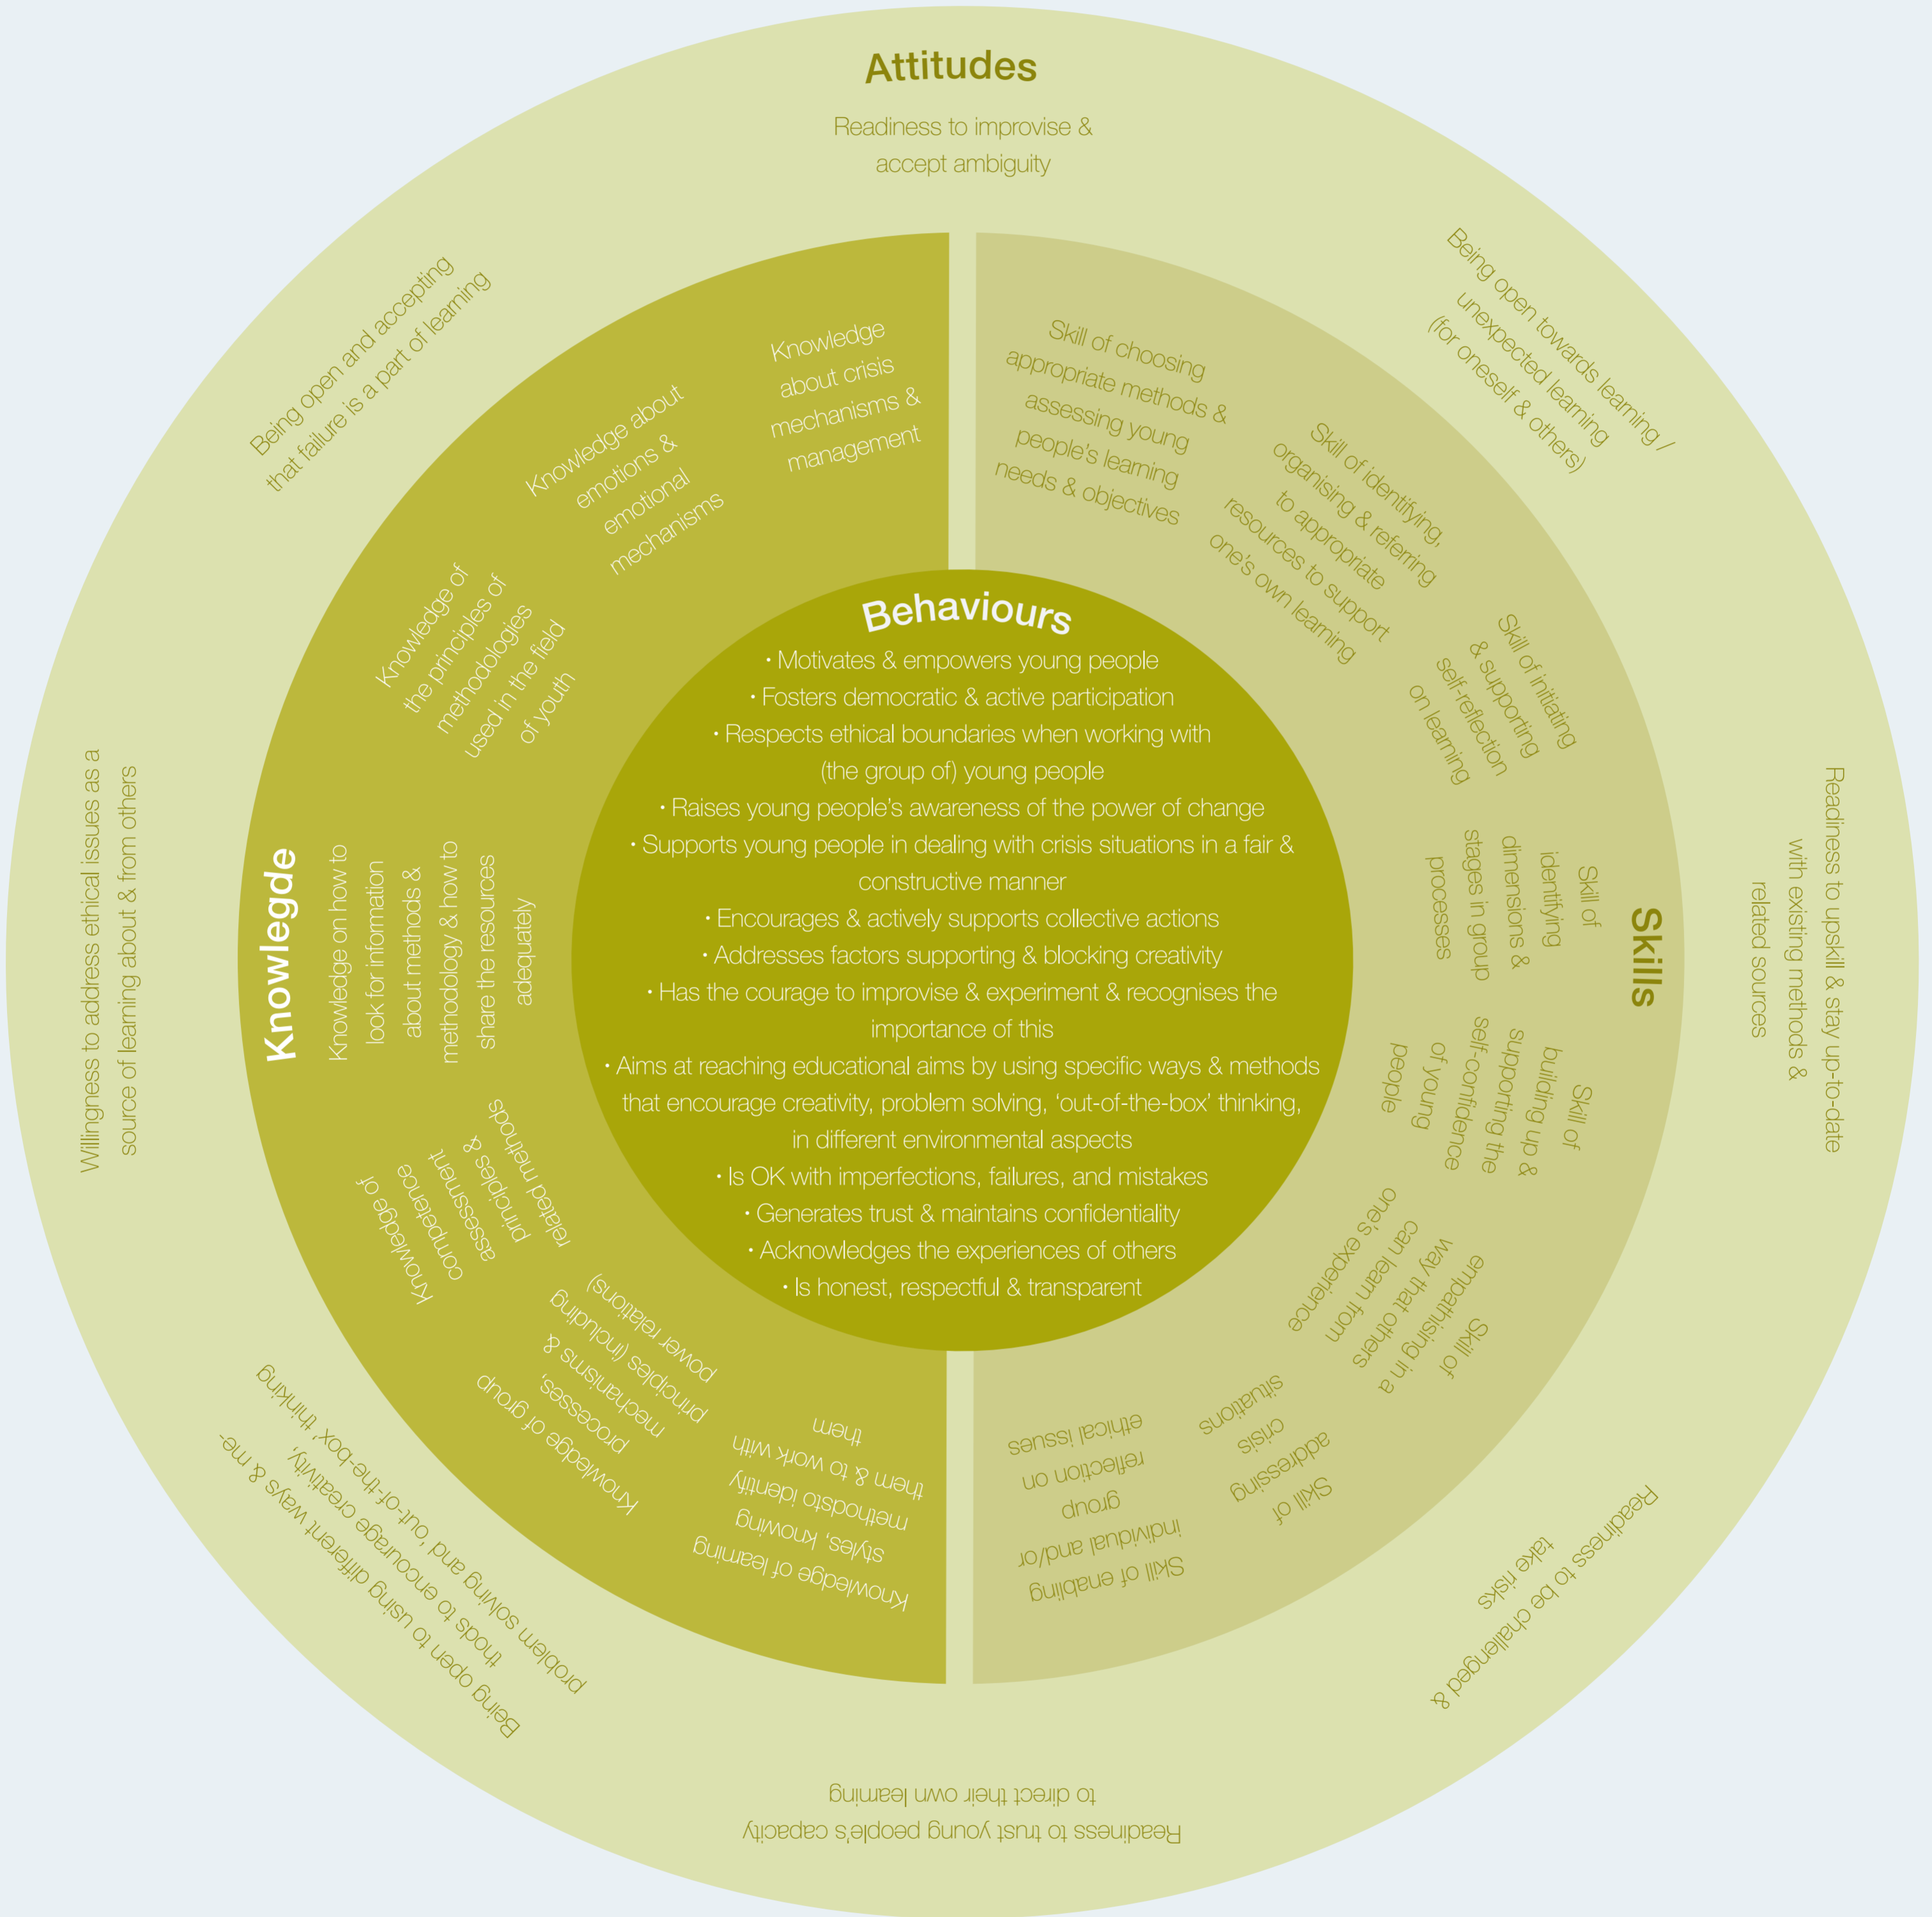 Attitudes
Readiness to improvise &
accept ambiguity
Being open towards learning /
unexpected learning
(for oneself & others)
Readiness to upskill & stay up-to-date
with existing methods &
related sources
Readiness to be challenged &
take risks
Readiness to trust young people's capacity
to direct their own learning
Being open to using different ways & me-
thods to encourage creativity,
problem solving and ‘out-of-the-box’ thinking
Willingness to address ethical issues as a
source of learning about & from others
Being open and accepting
that failure is a part of learning
Knowlegde
Knowledge
about crisis
mechanisms &
management
Knowledge about
emotions &
emotional
mechanisms
Knowledge of
the principles of
methodologies
used in the field
of youth
Knowledge on how to
look for information
about methods &
methodology & how to
share the resources
adequately
Knowledge of
competence
assessment
principles &
related methods
Knowledge of group
processes,
mechanisms &
principles (including
power relations)
Knowledge of learning
styles, knowing
methodsto identify
them & to work with
them
Skills
Skill of choosing
appropriate methods &
assessing young
people's learning
needs & objectives
Skill of identifying,
organising & referring
to appropriate
resources to support
one's own learning
Skill of initiating
& supporting
self-reflection
on learning
Skill of
identifying
dimensions &
stages in group
processes
Skill of
building up &
supporting the
self-confidence
of young
people
Skill of
empathising in a
way that others
can learn from
one's experience
Skill of
addressing
crisis
situations
Skill of enabling
individual and/or
group
reflection on
ethical issues
Behaviours
• Motivates & empowers young people
• Fosters democratic & active participation
• Respects ethical boundaries when working with
(the group of) young people
• Raises young people's awareness of the power of change
• Supports young people in dealing with crisis situations in a fair &
constructive manner
• Encourages & actively supports collective actions
• Addresses factors supporting & blocking creativity
• Has the courage to improvise & experiment & recognises the
importance of this
• Aims at reaching educational aims by using specific ways & methods
that encourage creativity, problem solving, ‘out-of-the-box’ thinking,
in different environmental aspects
• Is OK with imperfections, failures, and mistakes
• Generates trust & maintains confidentiality
• Acknowledges the experiences of others
• Is honest, respectful & transparent